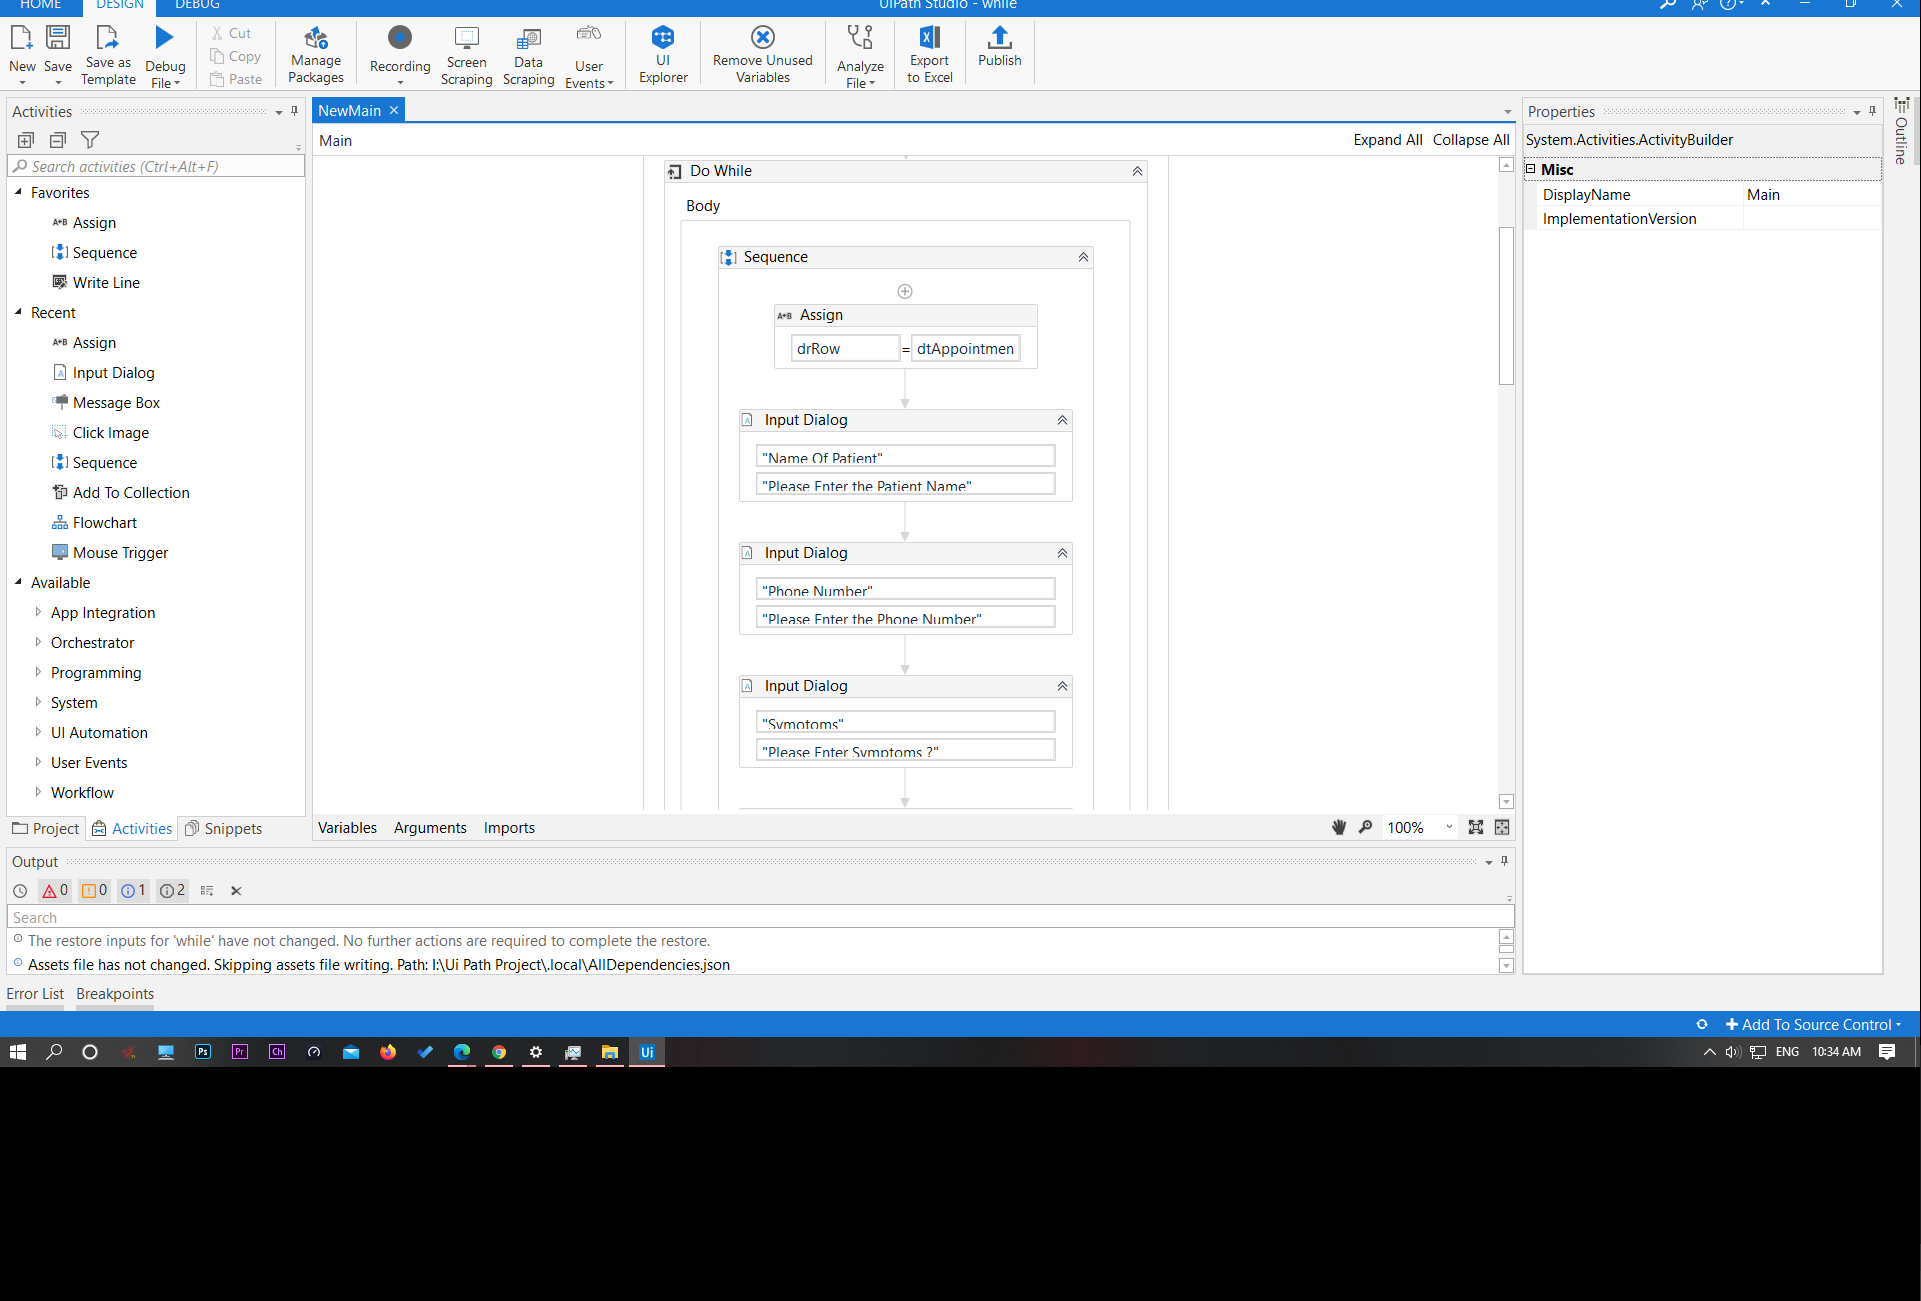 HOME
DESIGN
DEBUG
UiPath Studio - while
New
Save
Save as Template
Debug File
Cut
Copy
Paste
Manage Packages
Recording
Screen Scraping
Data Scraping
User Events
UI Explorer
Remove Unused Variables
Analyze File
Export to Excel
Publish
Activities
Search activities (Ctrl+Alt+F)
Favorites
Assign
Sequence
Write Line
Recent
Assign
Input Dialog
Message Box
Click Image
Sequence
Add To Collection
Flowchart
Mouse Trigger
Available
App Integration
Orchestrator
Programming
System
UI Automation
User Events
Workflow
Project
Activities
Snippets
NewMain
Main
Expand All
Collapse All
Do While
Body
Sequence
A+B Assign
drRow = dtAppointmen
Input Dialog
"Name Of Patient"
"Please Enter the Patient Name"
Input Dialog
"Phone Number"
"Please Enter the Phone Number"
Input Dialog
"Symotoms"
"Please Enter Symptoms ?"
Variables
Arguments
Imports
100%
Properties
System.Activities.ActivityBuilder
Misc
DisplayName
Main
ImplementationVersion
Outline
Output
0
0
1
2
Search
The restore inputs for 'while' have not changed. No further actions are required to complete the restore.
Assets file has not changed. Skipping assets file writing. Path: I:\Ui Path Project\.local\AllDependencies.json
Error List
Breakpoints
Add To Source Control
Ps
Pr
Ch
Ui
ENG
10:34 AM